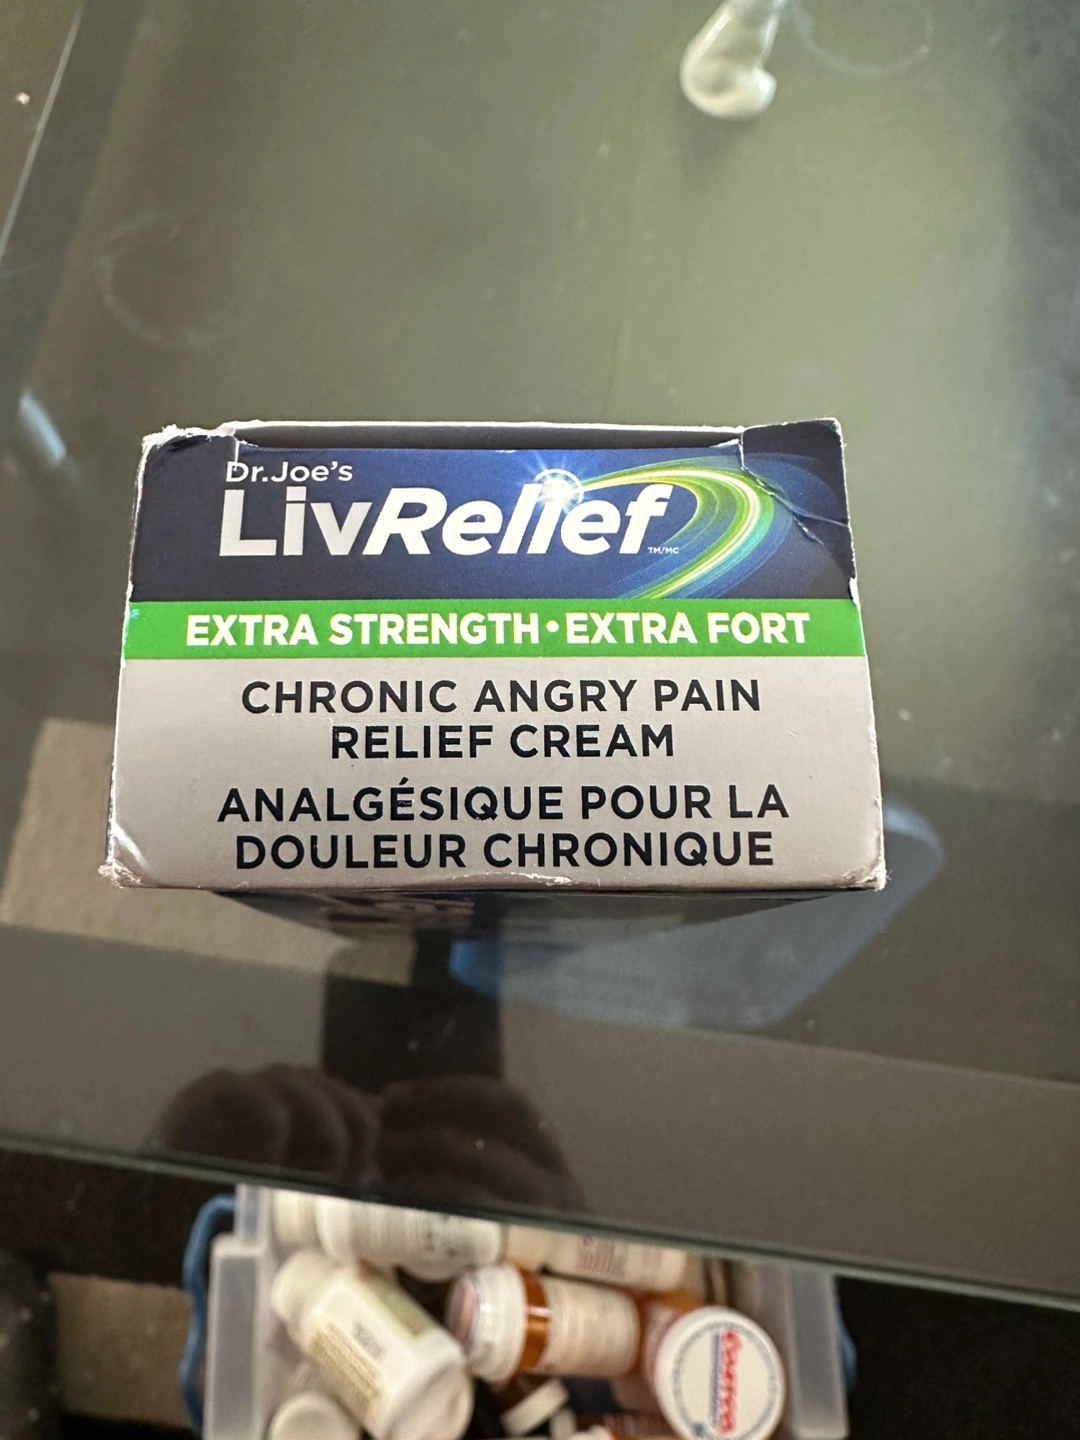 Dr.Joe's
LivRelief
TM/MC
EXTRA STRENGTH • EXTRA FORT
CHRONIC ANGRY PAIN
RELIEF CREAM
ANALGÉSIQUE POUR LA
DOULEUR CHRONIQUE
Costco